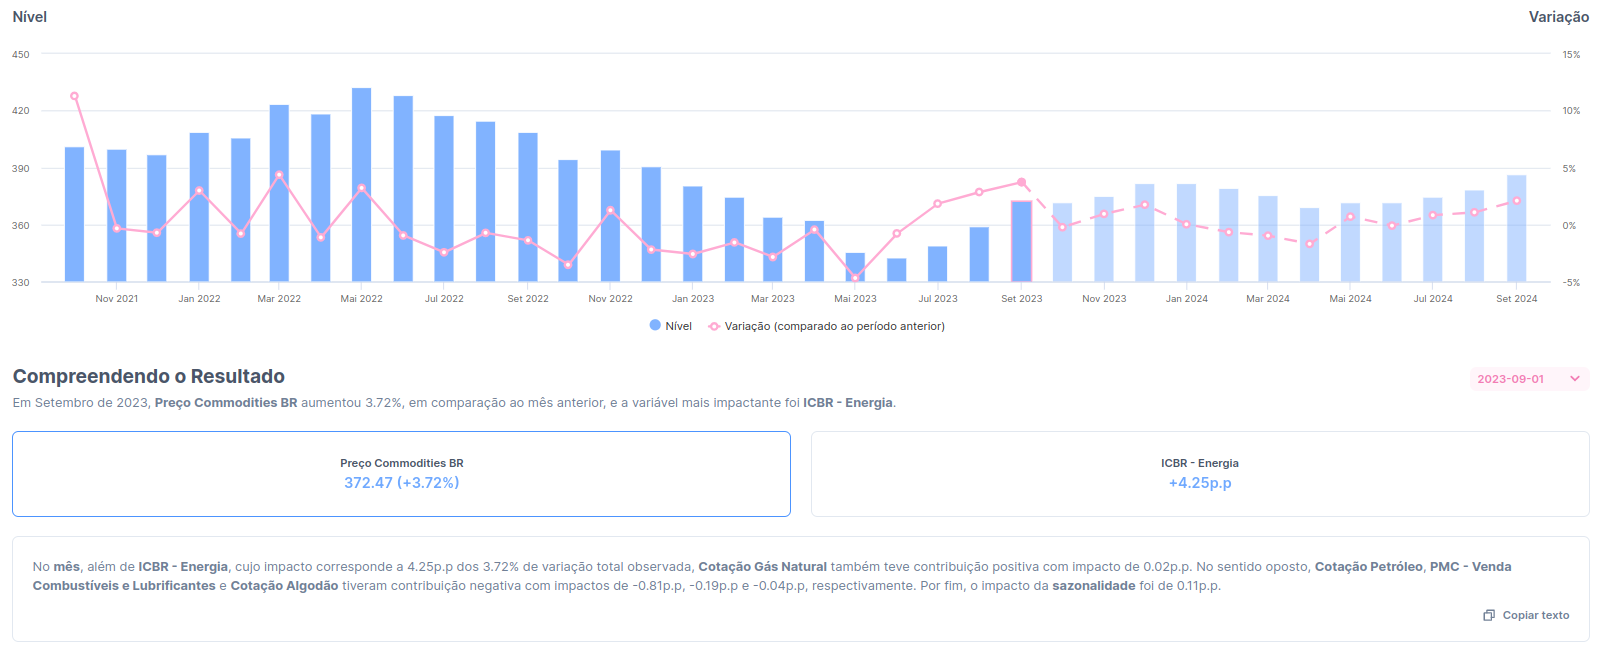 Nível
Variação
450
15%
420
10%
390
5%
360
0%
330
-5%
Nov 2021
Jan 2022
Mar 2022
Mai 2022
Jul 2022
Set 2022
Nov 2022
Jan 2023
Mar 2023
Mai 2023
Jul 2023
Set 2023
Nov 2023
Jan 2024
Mar 2024
Mai 2024
Jul 2024
Set 2024
Nível
Variação (comparado ao período anterior)
Compreendendo o Resultado
2023-09-01
Em Setembro de 2023, Preço Commodities BR aumentou 3.72%, em comparação ao mês anterior, e a variável mais impactante foi ICBR - Energia.
Preço Commodities BR
372.47 (+3.72%)
ICBR - Energia
+4.25p.p
No mês, além de ICBR - Energia, cujo impacto corresponde a 4.25p.p dos 3.72% de variação total observada, Cotação Gás Natural também teve contribuição positiva com impacto de 0.02p.p. No sentido oposto, Cotação Petróleo, PMC - Venda
Combustíveis e Lubrificantes e Cotação Algodão tiveram contribuição negativa com impactos de -0.81p.p, -0.19p.p e -0.04p.p, respectivamente. Por fim, o impacto da sazonalidade foi de 0.11p.p.
Copiar texto